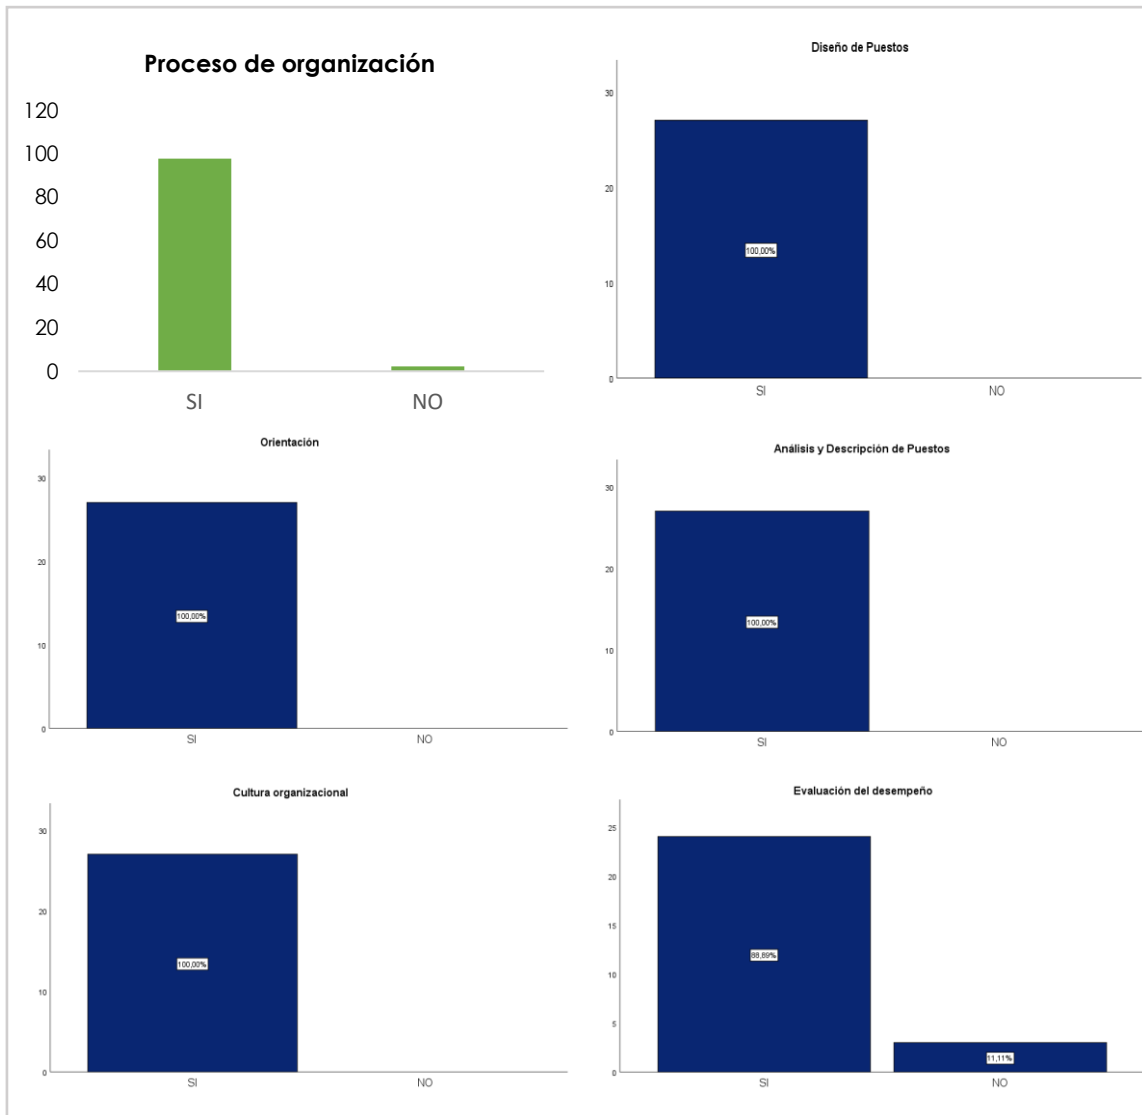 Proceso de organización
120
100
80
60
40
20
0
SI NO
Diseño de Puestos
30
20
10
0
100,00%
SI NO
Orientación
30
20
10
0
100,00%
SI NO
Análisis y Descripción de Puestos
30
20
10
0
100,00%
SI NO
Cultura organizacional
30
20
10
0
100,00%
SI NO
Evaluación del desempeño
25
20
15
10
5
0
88,89%
11,11%
SI NO